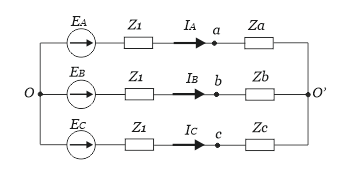 EA Z1 IA a Za
EB Z1 IB b Zb
O O'
EC Z1 IC c Zc